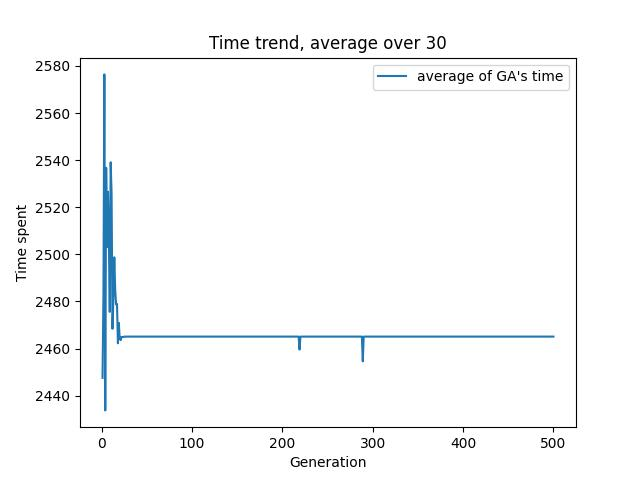 Time trend, average over 30
average of GA's time
Time spent
2580
2560
2540
2520
2500
2480
2460
2440
0 100 200 300 400 500
Generation